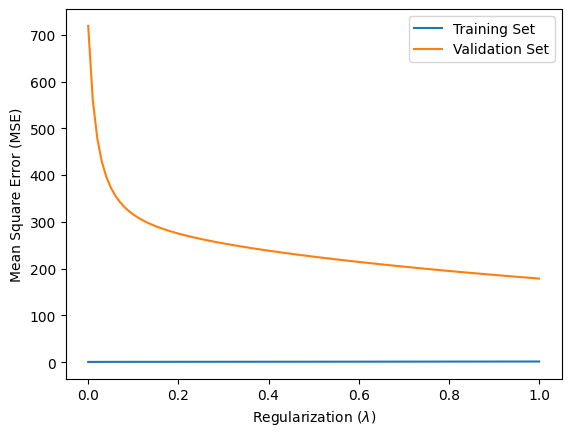 Training Set
Validation Set
Mean Square Error (MSE)
700
600
500
400
300
200
100
0
0.0 0.2 0.4 0.6 0.8 1.0
Regularization (λ)